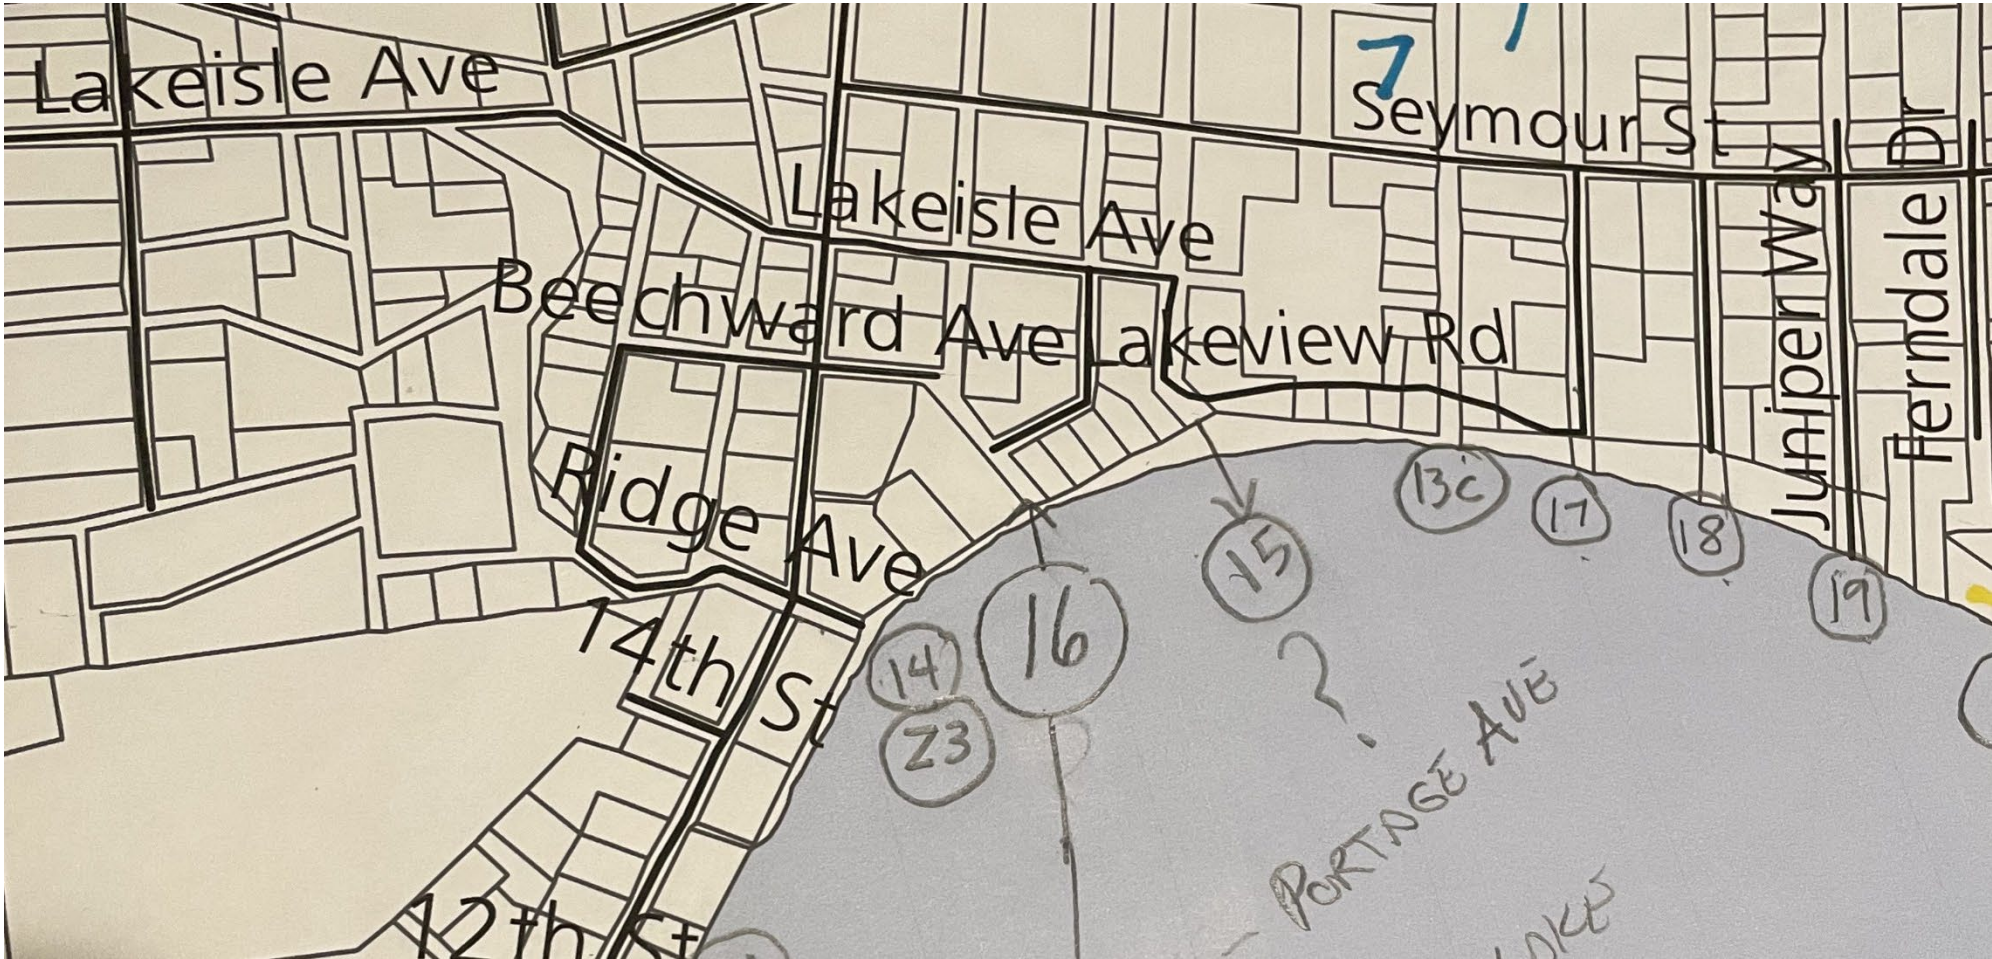 Lakeisle Ave
7
Seymour St
Lakeisle Ave
Juniper Way
Ferndale Dr
Beechward Ave
Lakeview Rd
Ridge Ave
13c
17
18
15
19
14th St
14
16
23
?
- PORTAGE AVE
12th St